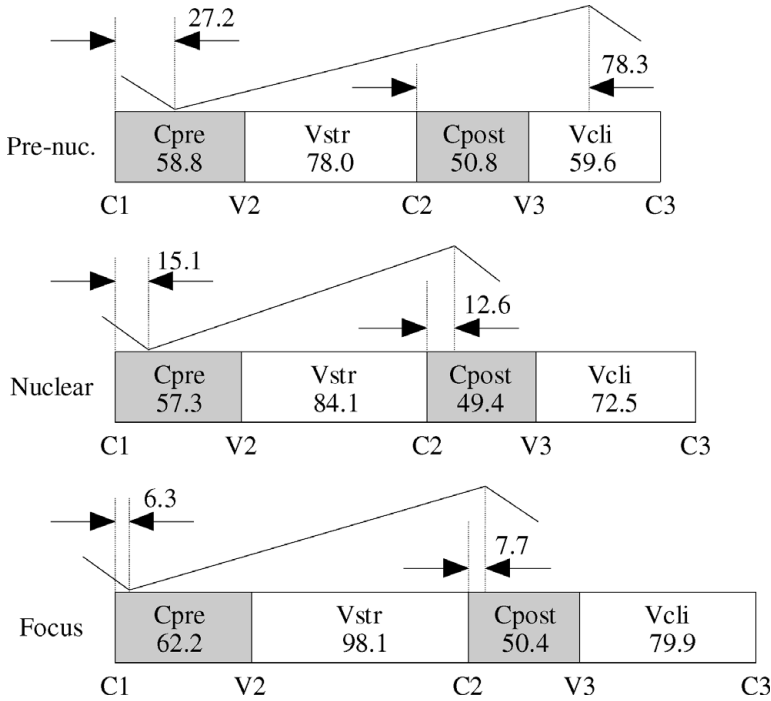 27.2
78.3
Pre-nuc.
Cpre Vstr Cpost Vcli
58.8 78.0 50.8 59.6
C1 V2 C2 V3 C3
15.1
12.6
Nuclear
Cpre Vstr Cpost Vcli
57.3 84.1 49.4 72.5
C1 V2 C2 V3 C3
6.3
7.7
Focus
Cpre Vstr Cpost Vcli
62.2 98.1 50.4 79.9
C1 V2 C2 V3 C3